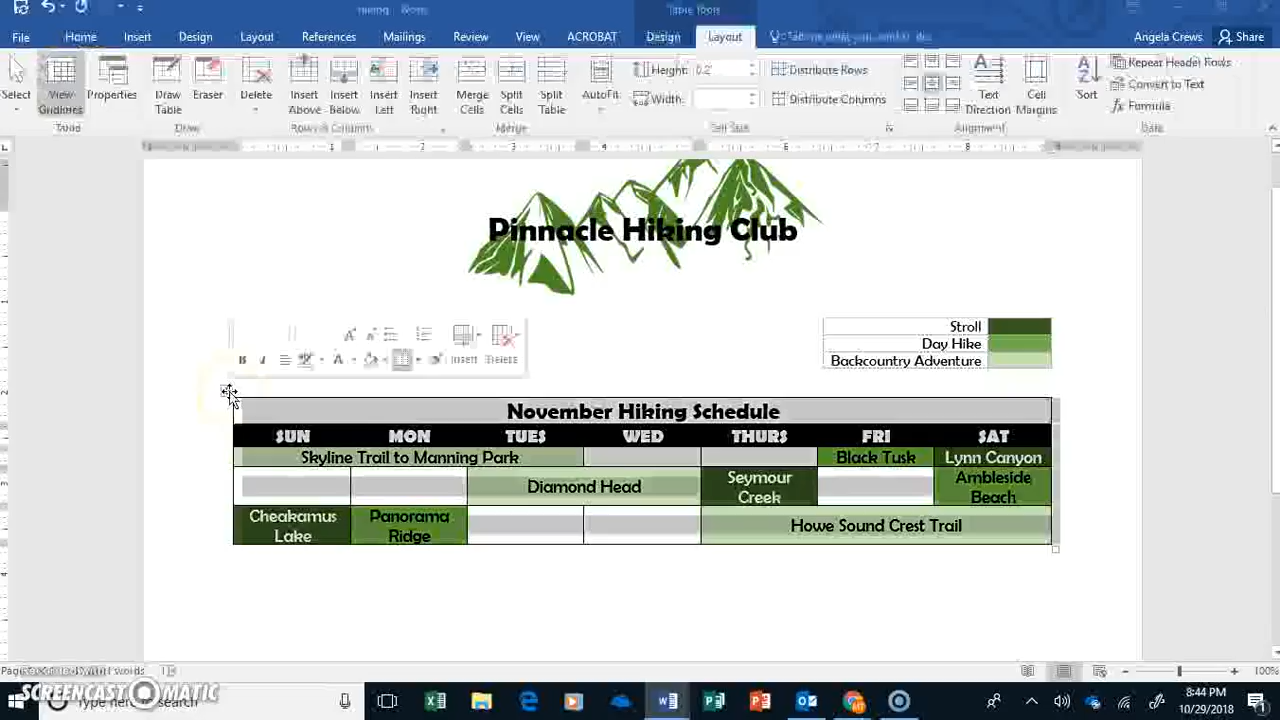 Table Tools
File Home Insert Design Layout References Mailings Review View ACROBAT Design Layout Angela Crews Share
Select View Gridlines Properties Draw Table Eraser Delete Insert Above Insert Below Insert Left Insert Right Merge Cells Split Cells Split Table AutoFit Height: 0.2" Width: Distribute Rows Distribute Columns Text Direction Cell Margins Sort Repeat Header Rows Convert to Text Formula
Draw Rows & Columns Merge Cell Size Alignment Data
Pinnacle Hiking Club
Stroll
Day Hike
Backcountry Adventure
Insert Delete
November Hiking Schedule
SUN MON TUES WED THURS FRI SAT
Skyline Trail to Manning Park Black Tusk Lynn Canyon
Diamond Head Seymour Creek Ambleside Beach
Cheakamus Lake Panorama Ridge Howe Sound Crest Trail
words 100%
SCREENCAST-O-MATIC
Type here to search
8:44 PM
10/29/2018